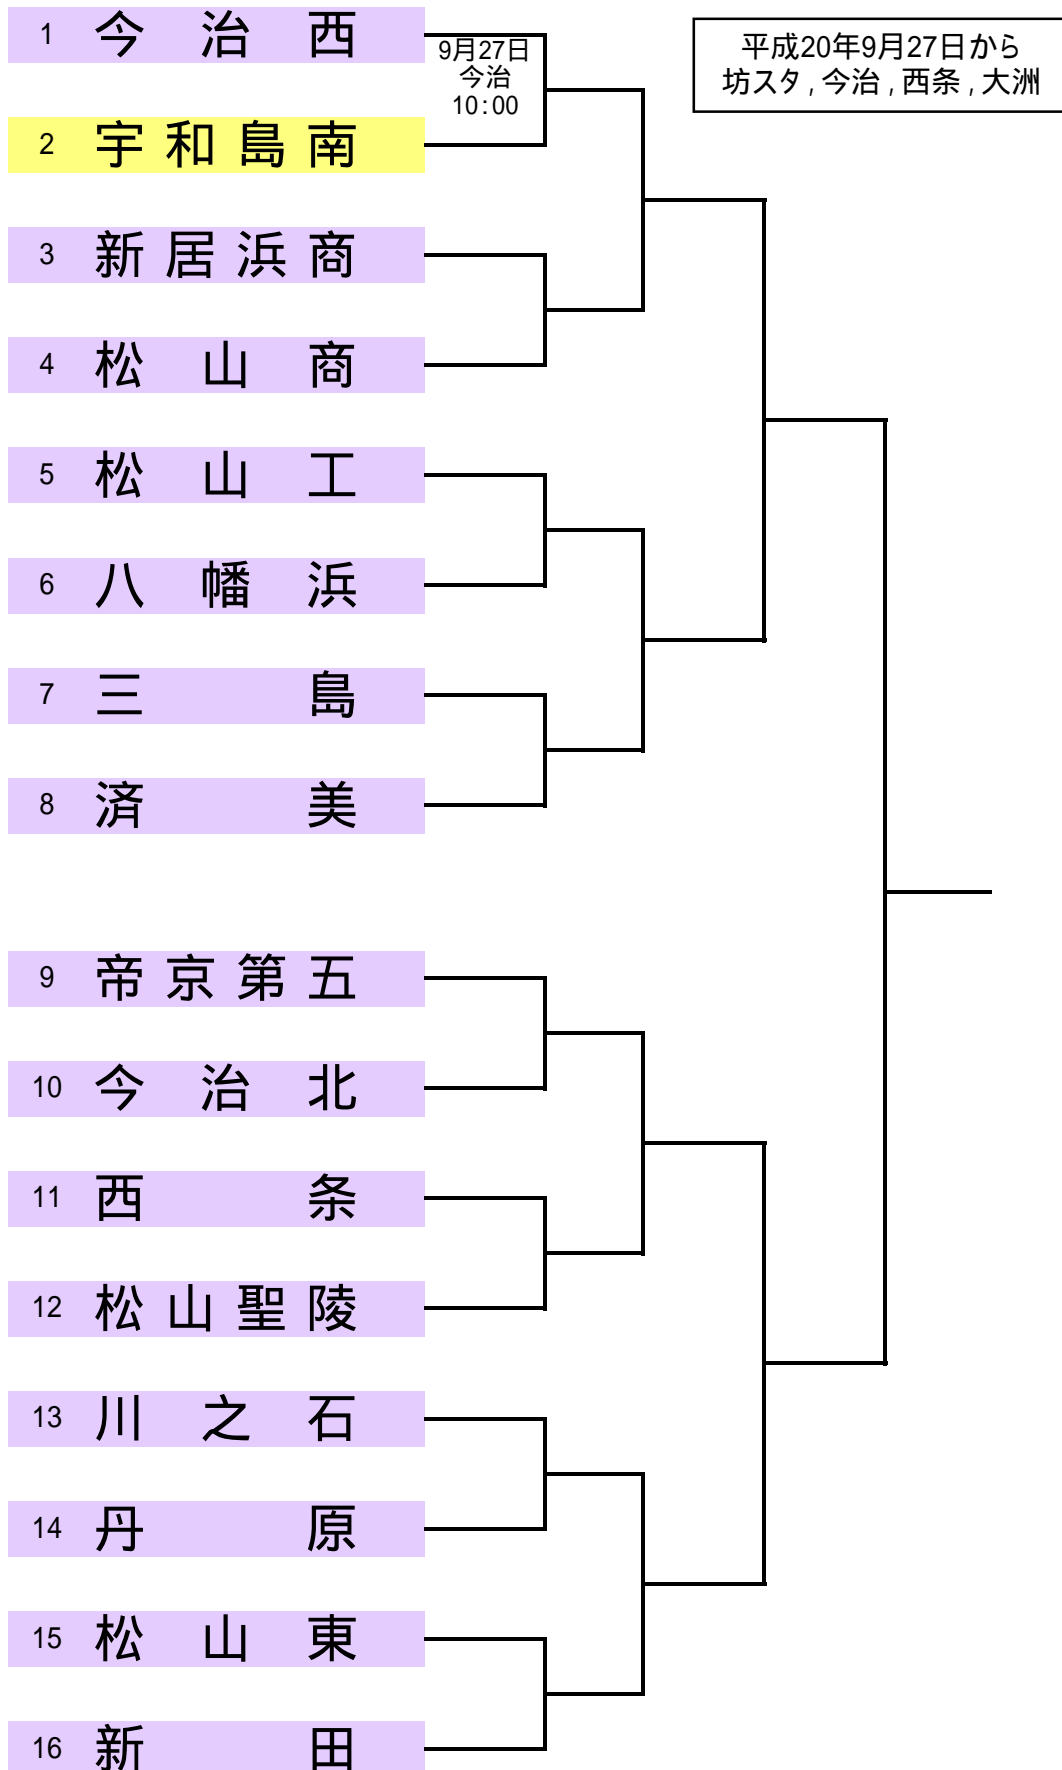 1 今治西
9月27日
今治
10:00
平成20年9月27日から
坊スタ,今治,西条,大洲
2 宇和島南
3 新居浜商
4 松山商
5 松山工
6 八幡浜
7 三島
8 済美
9 帝京第五
10 今治北
11 西条
12 松山聖陵
13 川之石
14 丹原
15 松山東
16 新田